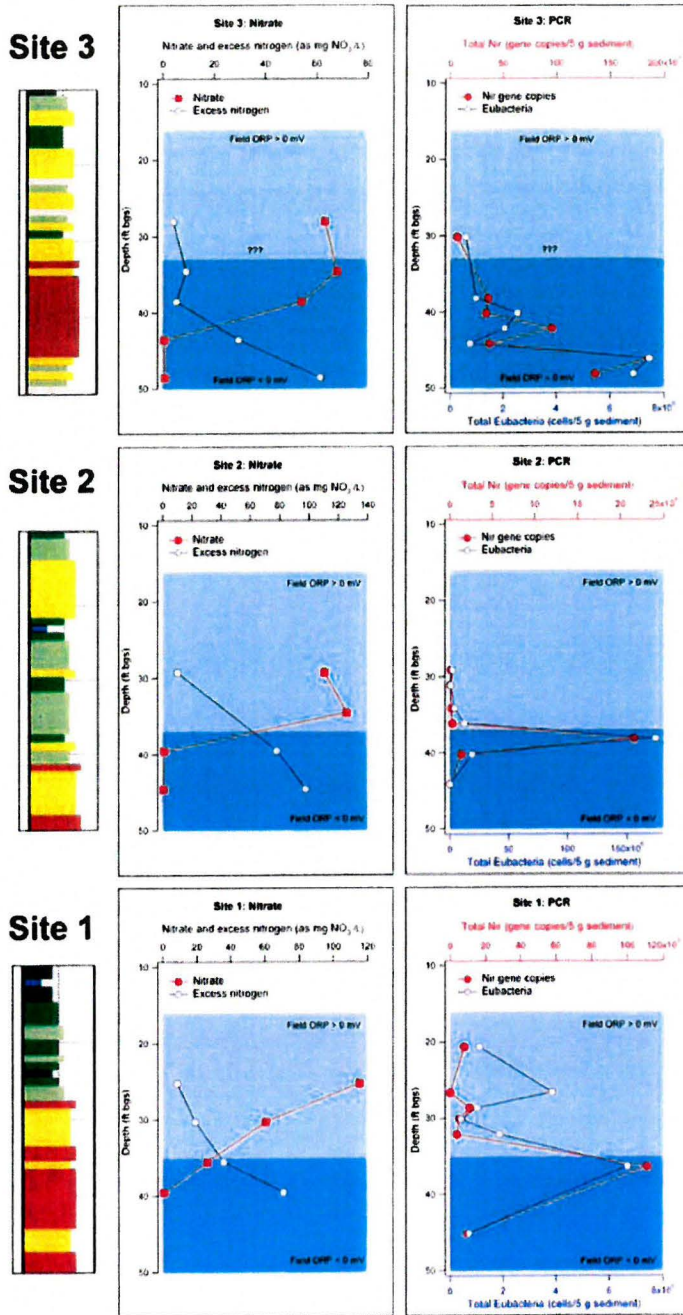 Site 3
Site 3: Nitrate
Nitrate and excess nitrogen (as mg NO3/L)
0 20 40 60 80
Nitrate
Excess nitrogen
Field ORP > 0 mV
???
Field ORP < 0 mV
Depth (ft bgs)
10
20
30
40
50
Site 3: PCR
Total Nir (gene copies/5 g sediment)
0 50 100 150
Nir gene copies
Eubacteria
Field ORP > 0 mV
???
Field ORP < 0 mV
Depth (ft bgs)
10
20
30
40
50
0 2 4 6
Total Eubacteria (cells/5 g sediment)
Site 2
Site 2: Nitrate
Nitrate and excess nitrogen (as mg NO3/L)
0 20 40 60 80 100 120 140
Nitrate
Excess nitrogen
Field ORP > 0 mV
Field ORP < 0 mV
Depth (ft bgs)
10
20
30
40
50
Site 2: PCR
Total Nir (gene copies/5 g sediment)
0 5 10 15 20
Nir gene copies
Eubacteria
Field ORP > 0 mV
Field ORP < 0 mV
Depth (ft bgs)
10
20
30
40
50
0 50 100
Total Eubacteria (cells/5 g sediment)
Site 1
Site 1: Nitrate
Nitrate and excess nitrogen (as mg NO3/L)
0 20 40 60 80 100 120
Nitrate
Excess nitrogen
Field ORP > 0 mV
Field ORP < 0 mV
Depth (ft bgs)
10
20
30
40
50
Site 1: PCR
Total Nir (gene copies/5 g sediment)
0 20 40 60 80 100
Nir gene copies
Eubacteria
Field ORP > 0 mV
Field ORP < 0 mV
Depth (ft bgs)
10
20
30
40
50
0 2 4 6 8 10
Total Eubacteria (cells/5 g sediment)